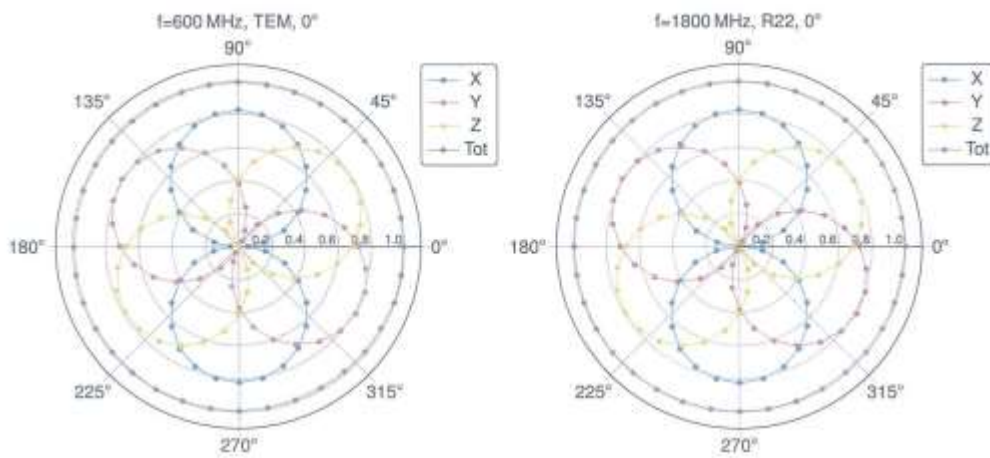 f=600 MHz, TEM, 0°
90°
135°
45°
X
Y
Z
Tot
180°
0.2 0.4 0.6 0.8 1.0
0°
225°
315°
270°
f=1800 MHz, R22, 0°
90°
135°
45°
X
Y
Z
Tot
180°
0.2 0.4 0.6 0.8 1.0
0°
225°
315°
270°